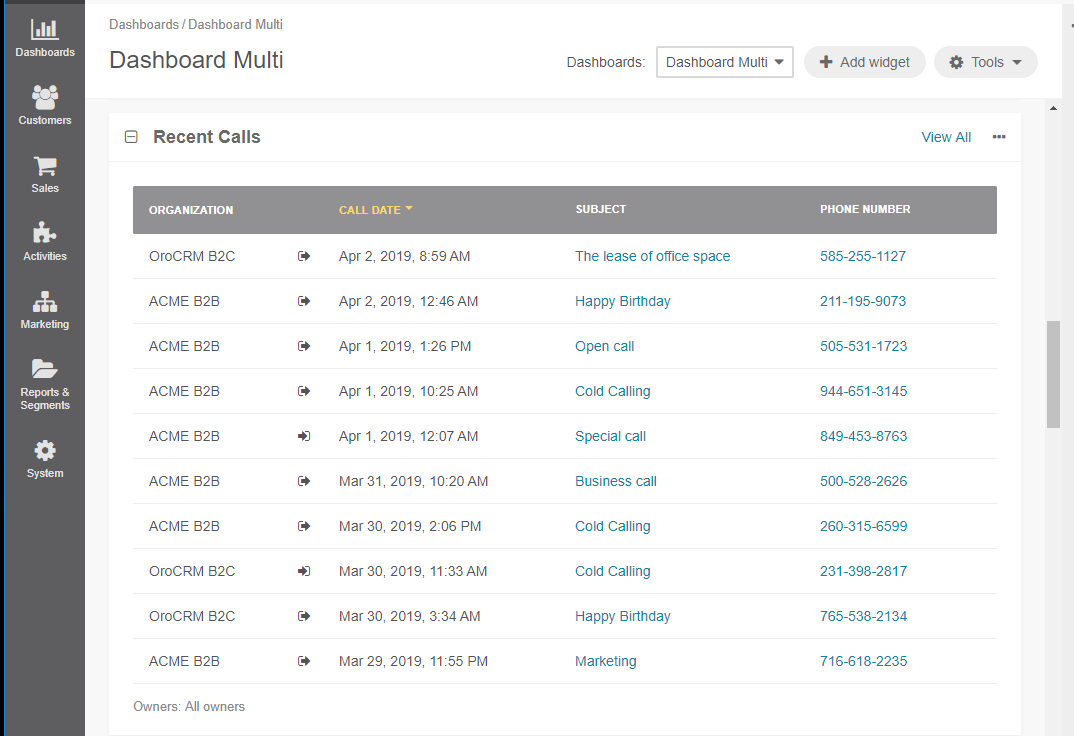 Dashboards / Dashboard Multi
Dashboard Multi
Dashboards: Dashboard Multi Add widget Tools
Dashboards
Customers
Sales
Activities
Marketing
Reports &
Segments
System
Recent Calls View All
ORGANIZATION CALL DATE SUBJECT PHONE NUMBER
OroCRM B2C Apr 2, 2019, 8:59 AM The lease of office space 585-255-1127
ACME B2B Apr 2, 2019, 12:46 AM Happy Birthday 211-195-9073
ACME B2B Apr 1, 2019, 1:26 PM Open call 505-531-1723
ACME B2B Apr 1, 2019, 10:25 AM Cold Calling 944-651-3145
ACME B2B Apr 1, 2019, 12:07 AM Special call 849-453-8763
ACME B2B Mar 31, 2019, 10:20 AM Business call 500-528-2626
ACME B2B Mar 30, 2019, 2:06 PM Cold Calling 260-315-6599
OroCRM B2C Mar 30, 2019, 11:33 AM Cold Calling 231-398-2817
OroCRM B2C Mar 30, 2019, 3:34 AM Happy Birthday 765-538-2134
ACME B2B Mar 29, 2019, 11:55 PM Marketing 716-618-2235
Owners: All owners